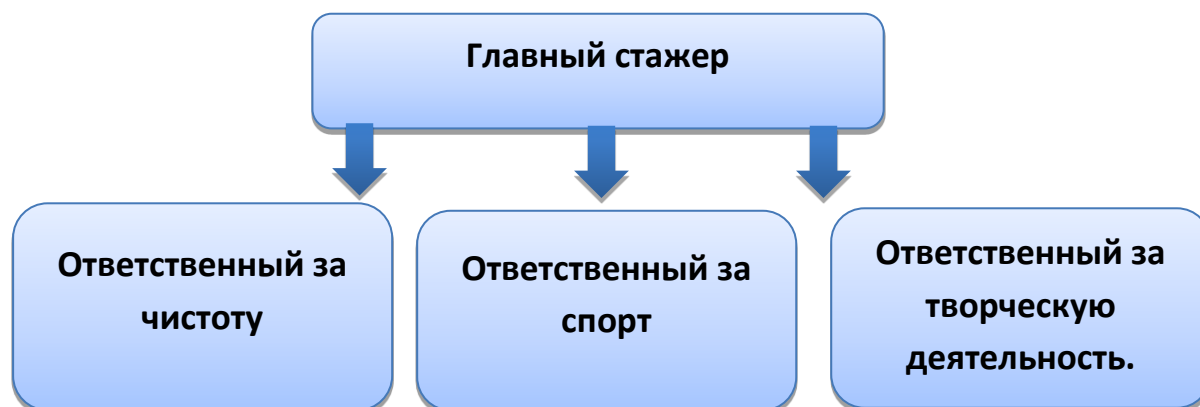 Главный стажер
Ответственный за
чистоту
Ответственный за
спорт
Ответственный за
творческую
деятельность.